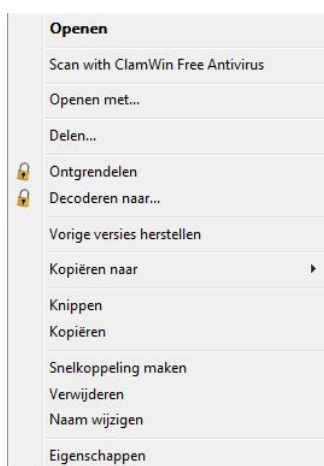 Openen
Scan with ClamWin Free Antivirus
Openen met...
Delen...
Ontgrendelen
Decoderen naar...
Vorige versies herstellen
Kopiëren naar
Knippen
Kopiëren
Snelkoppeling maken
Verwijderen
Naam wijzigen
Eigenschappen